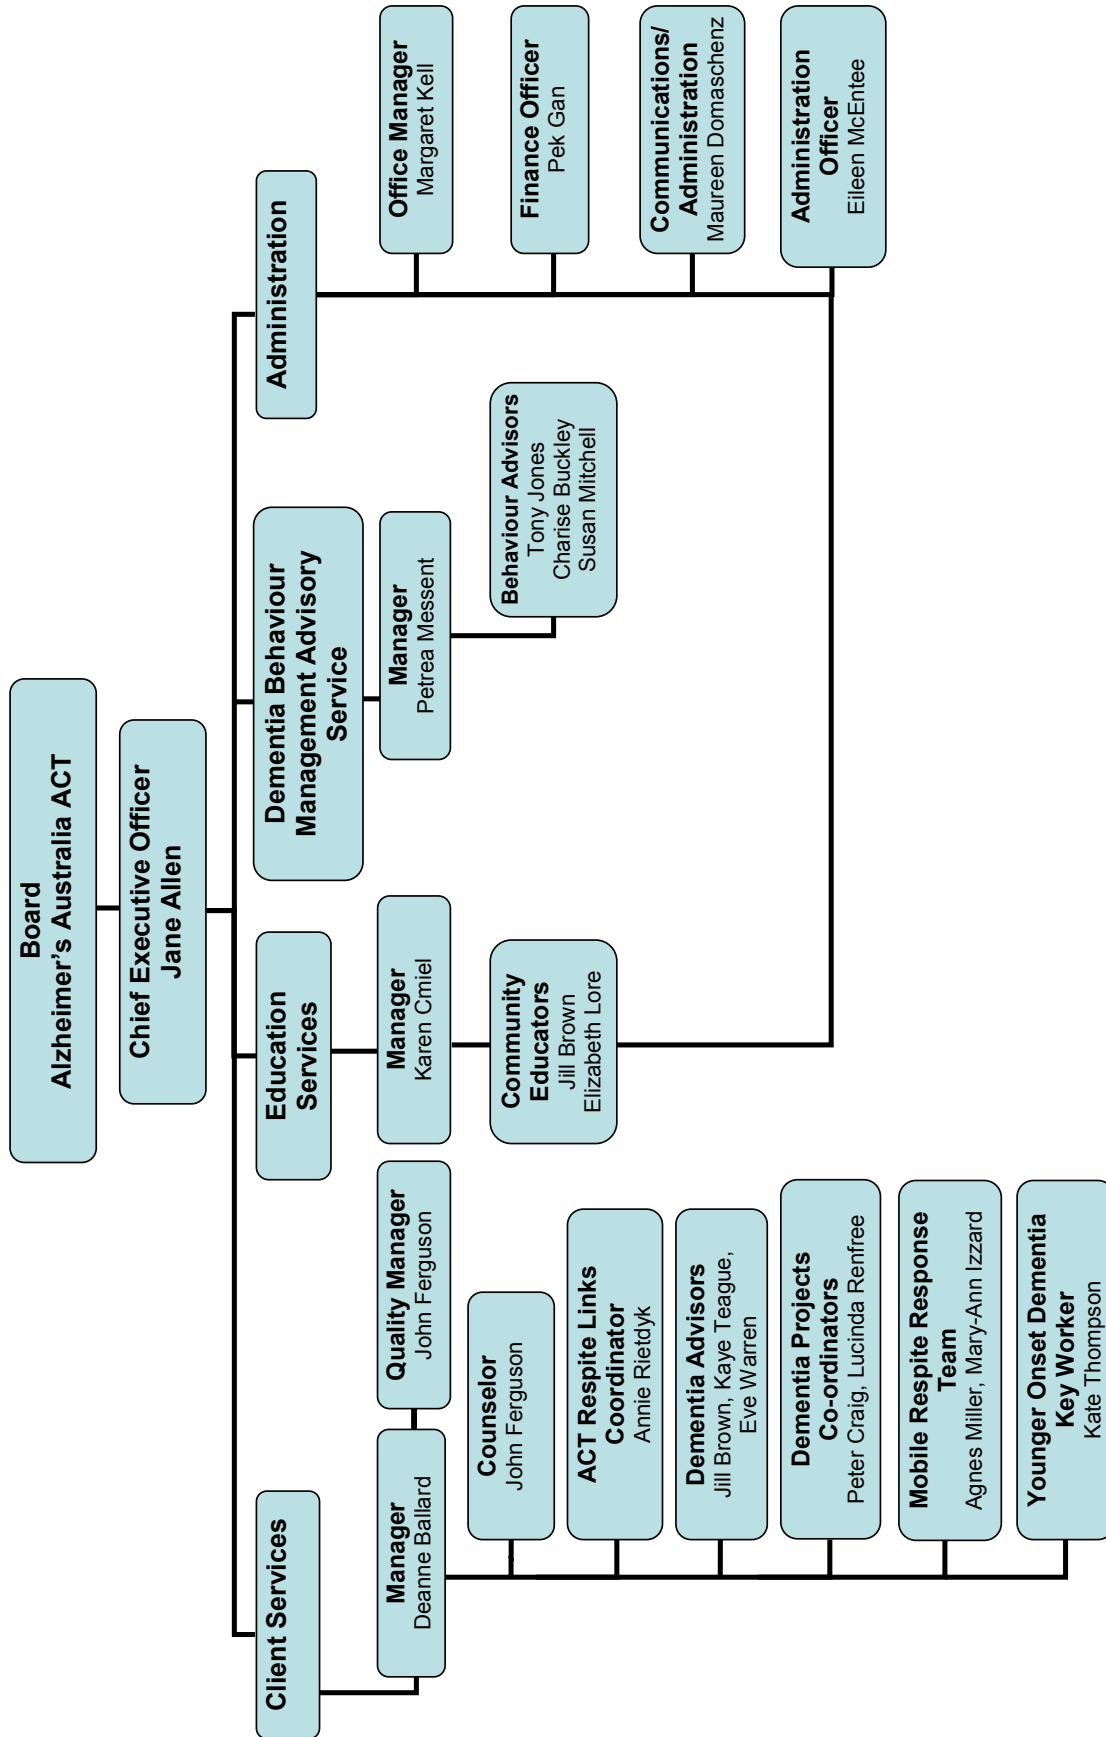 Board
Alzheimer's Australia ACT
Chief Executive Officer
Jane Allen
Client Services
Manager
Deanne Ballard
Quality Manager
John Ferguson
Counselor
John Ferguson
ACT Respite Links
Coordinator
Annie Rietdyk
Dementia Advisors
Jill Brown, Kaye Teague,
Eve Warren
Dementia Projects
Co-ordinators
Peter Craig, Lucinda Renfree
Mobile Respite Response
Team
Agnes Miller, Mary-Ann Izzard
Younger Onset Dementia
Key Worker
Kate Thompson
Education
Services
Manager
Karen Cmiel
Community
Educators
Jill Brown
Elizabeth Lore
Dementia Behaviour
Management Advisory
Service
Manager
Petrea Messent
Behaviour Advisors
Tony Jones
Charise Buckley
Susan Mitchell
Administration
Office Manager
Margaret Kell
Finance Officer
Pek Gan
Communications/
Administration
Maureen Domaschenz
Administration
Officer
Eileen McEntee